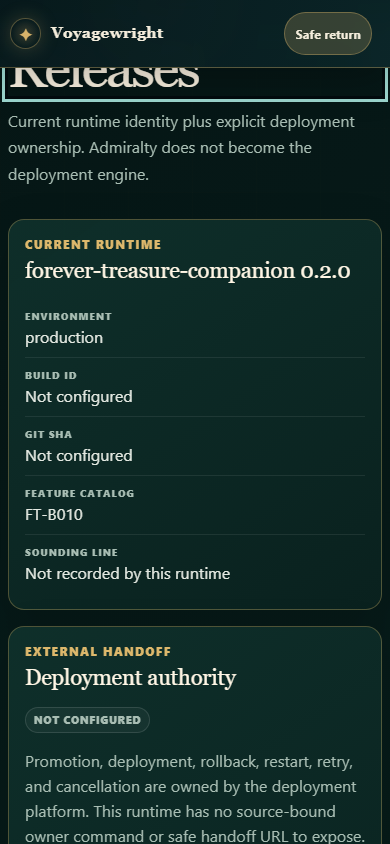 Voyagewright
Safe return
Releases
Current runtime identity plus explicit deployment
ownership. Admiralty does not become the
deployment engine.
CURRENT RUNTIME
forever-treasure-companion 0.2.0
ENVIRONMENT
production
BUILD ID
Not configured
GIT SHA
Not configured
FEATURE CATALOG
FT-B010
SOUNDING LINE
Not recorded by this runtime
EXTERNAL HANDOFF
Deployment authority
NOT CONFIGURED
Promotion, deployment, rollback, restart, retry,
and cancellation are owned by the deployment
platform. This runtime has no source-bound
owner command or safe handoff URL to expose.